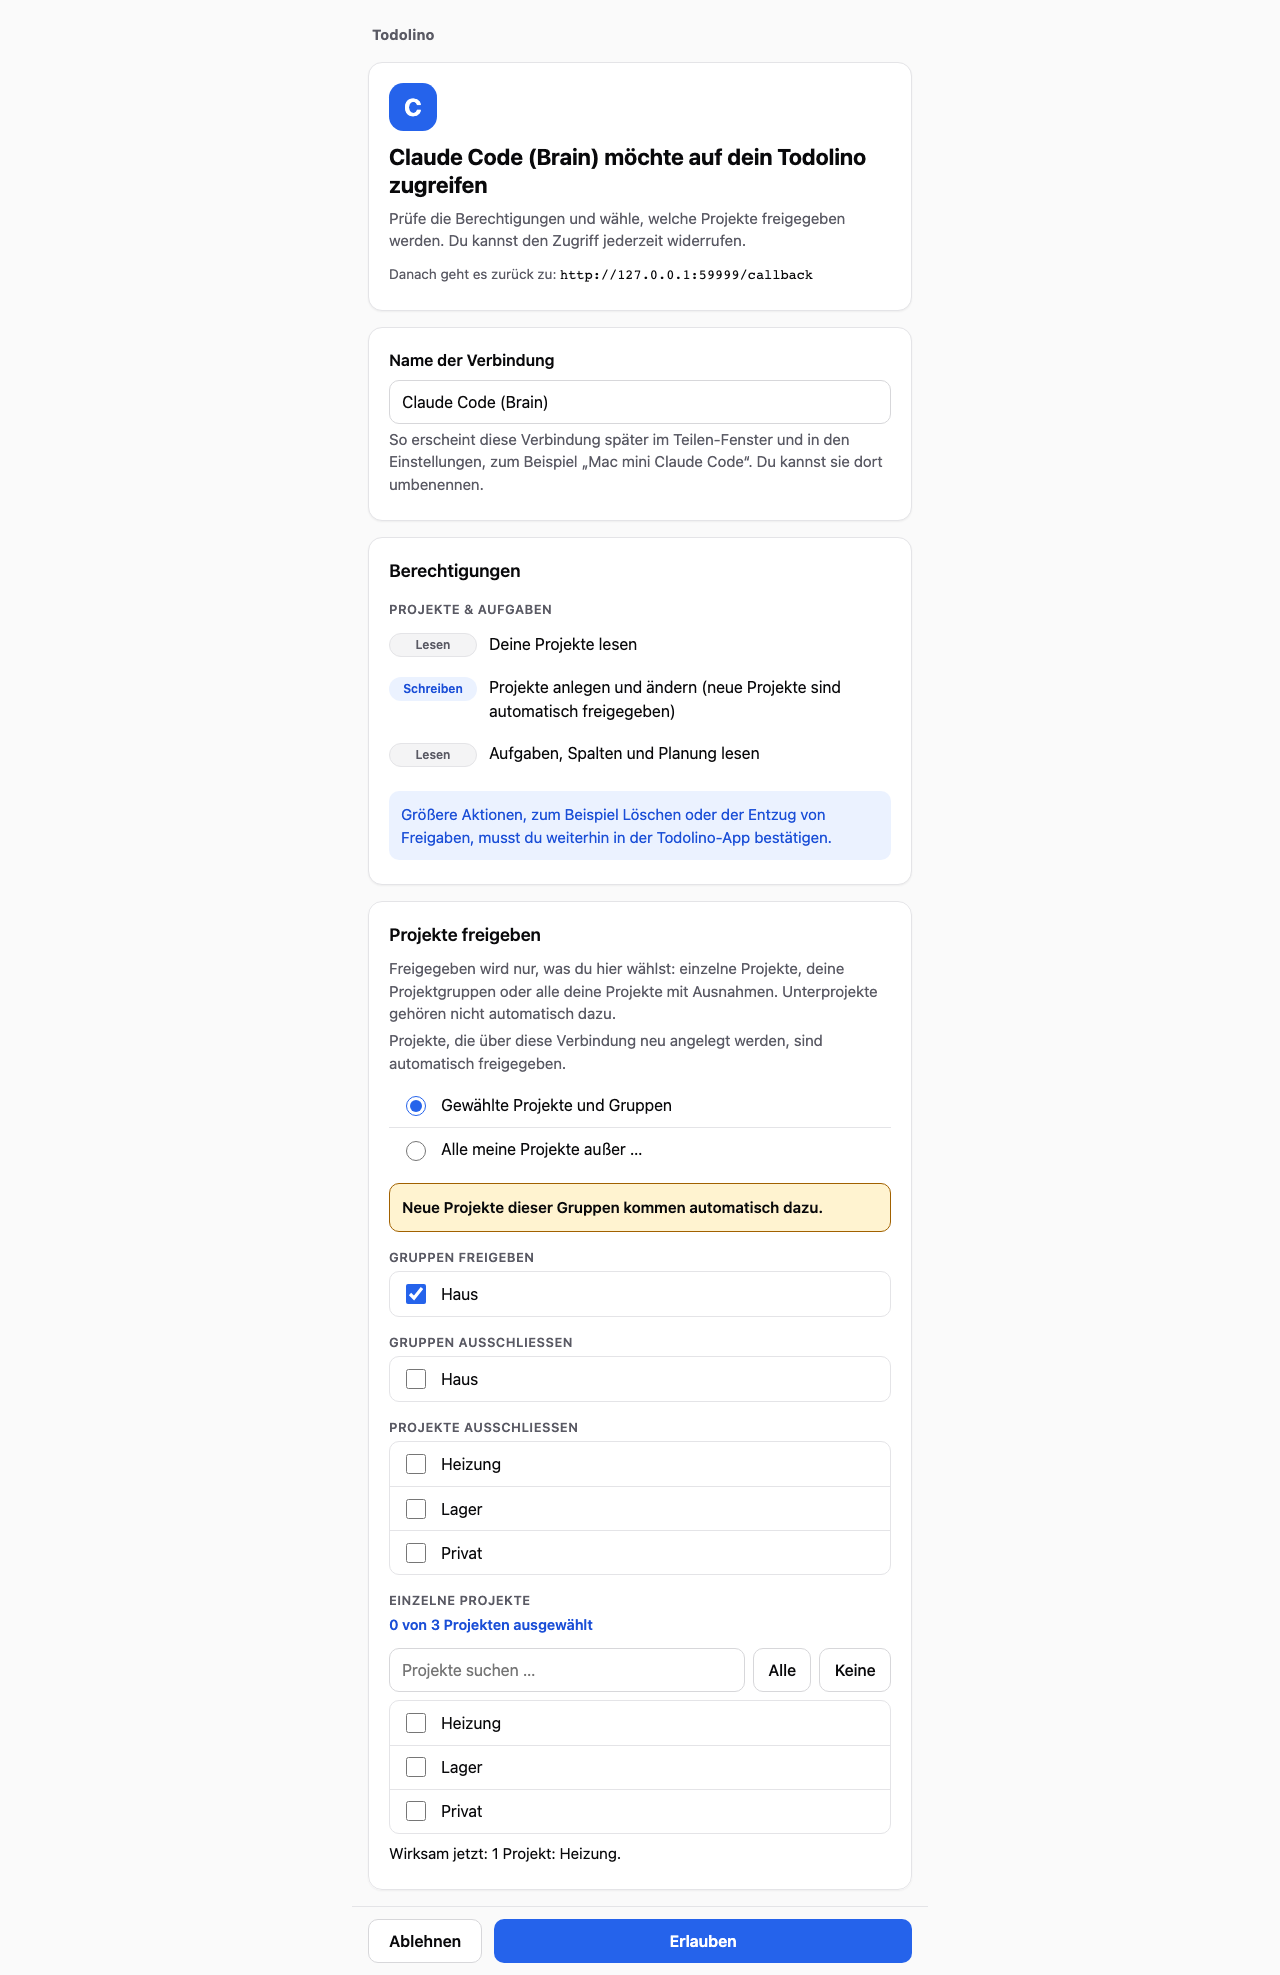 Todolino
C
Claude Code (Brain) möchte auf dein Todolino
zugreifen
Prüfe die Berechtigungen und wähle, welche Projekte freigegeben
werden. Du kannst den Zugriff jederzeit widerrufen.
Danach geht es zurück zu: http://127.0.0.1:59999/callback
Name der Verbindung
Claude Code (Brain)
So erscheint diese Verbindung später im Teilen-Fenster und in den
Einstellungen, zum Beispiel „Mac mini Claude Code“. Du kannst sie dort
umbenennen.
Berechtigungen
PROJEKTE & AUFGABEN
Lesen Deine Projekte lesen
Schreiben Projekte anlegen und ändern (neue Projekte sind
automatisch freigegeben)
Lesen Aufgaben, Spalten und Planung lesen
Größere Aktionen, zum Beispiel Löschen oder der Entzug von
Freigaben, musst du weiterhin in der Todolino-App bestätigen.
Projekte freigeben
Freigegeben wird nur, was du hier wählst: einzelne Projekte, deine
Projektgruppen oder alle deine Projekte mit Ausnahmen. Unterprojekte
gehören nicht automatisch dazu.
Projekte, die über diese Verbindung neu angelegt werden, sind
automatisch freigegeben.
Gewählte Projekte und Gruppen
Alle meine Projekte außer …
Neue Projekte dieser Gruppen kommen automatisch dazu.
GRUPPEN FREIGEBEN
Haus
GRUPPEN AUSSCHLIESSEN
Haus
PROJEKTE AUSSCHLIESSEN
Heizung
Lager
Privat
EINZELNE PROJEKTE
0 von 3 Projekten ausgewählt
Projekte suchen … Alle Keine
Heizung
Lager
Privat
Wirksam jetzt: 1 Projekt: Heizung.
Ablehnen Erlauben